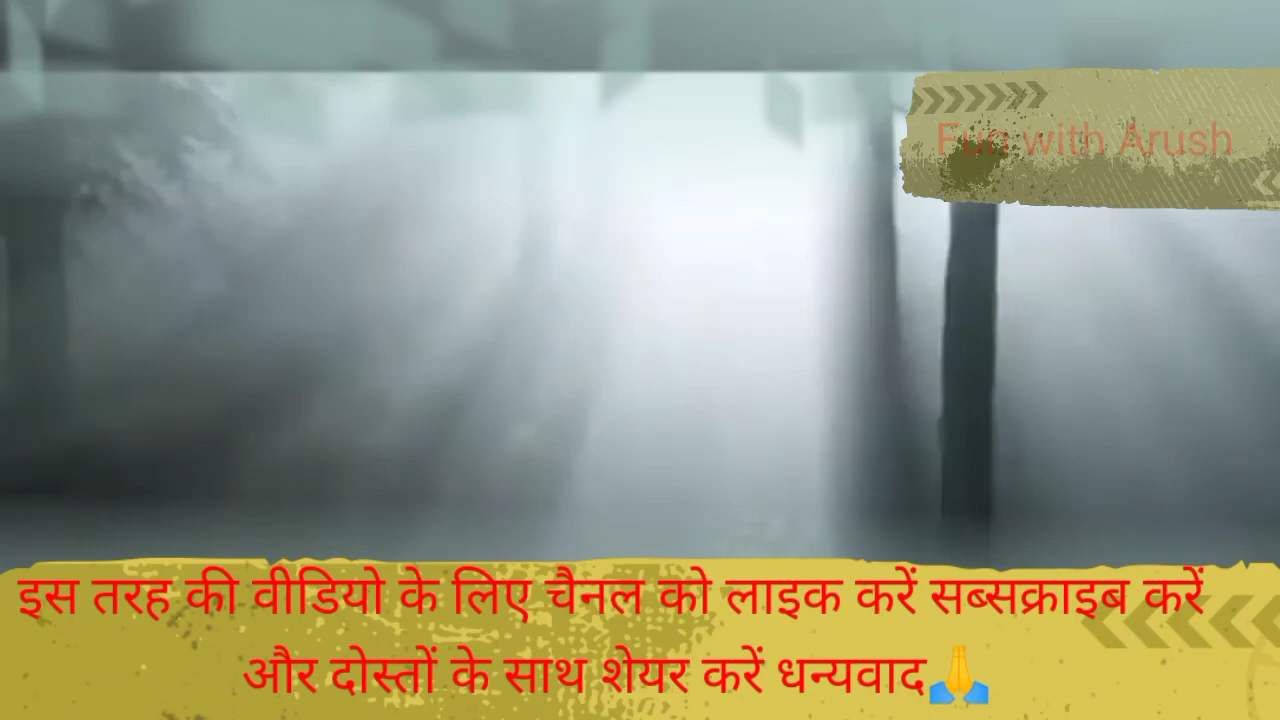 Fun with Arush
इस तरह की वीडियो के लिए चैनल को लाइक करें सब्सक्राइब करें
और दोस्तों के साथ शेयर करें धन्यवाद🙏